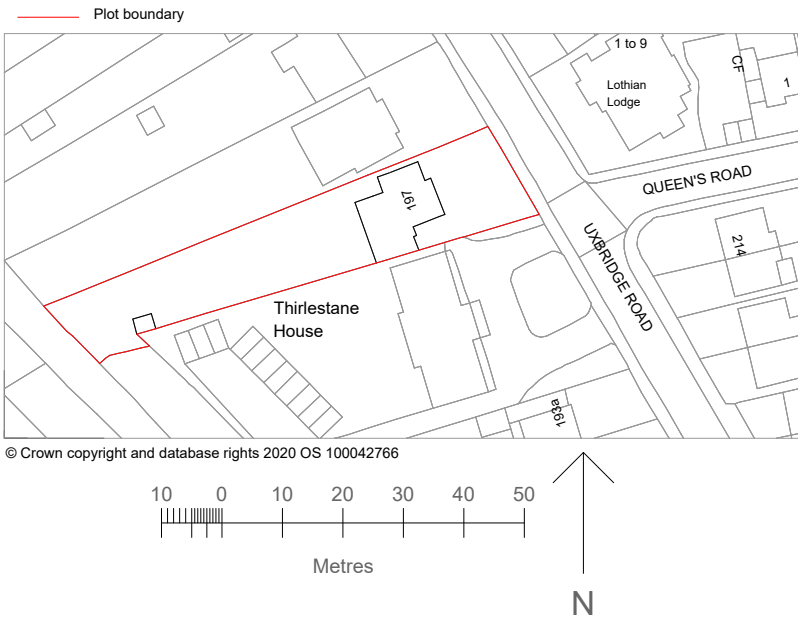 Plot boundary
1 to 9
Lothian
Lodge
CF
1
QUEEN'S ROAD
197
UXBRIDGE ROAD
214
Thirlestane
House
193a
© Crown copyright and database rights 2020 OS 100042766
10 0 10 20 30 40 50
Metres
N